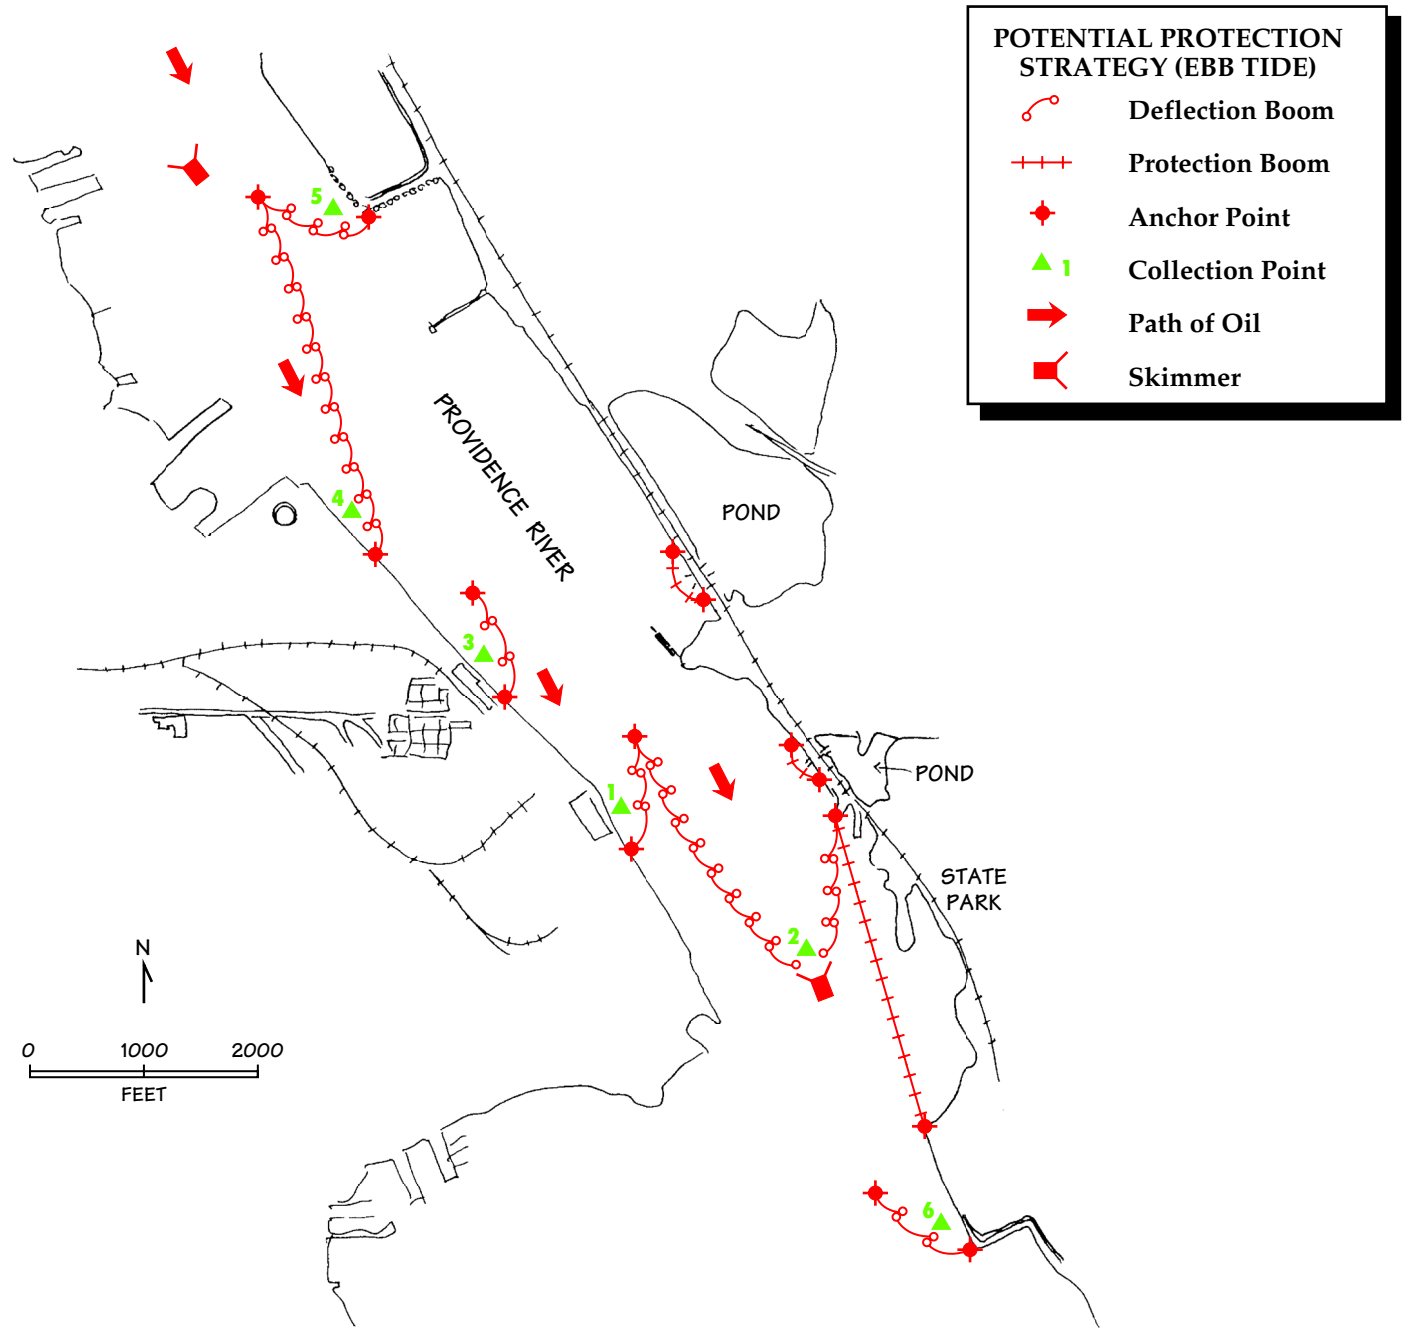 POTENTIAL PROTECTION
STRATEGY (EBB TIDE)
Deflection Boom
Protection Boom
Anchor Point
1
Collection Point
Path of Oil
Skimmer
5
4
PROVIDENCE RIVER
POND
3
1
POND
2
STATE
PARK
N
0 1000 2000
FEET
6